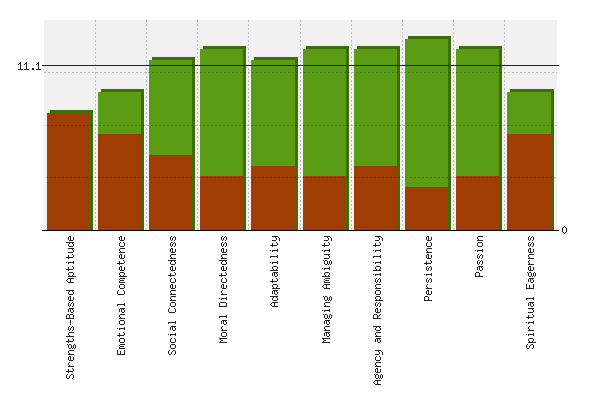 11.1
0
Strengths-Based Aptitude
Emotional Competence
Social Connectedness
Moral Directedness
Adaptability
Managing Ambiguity
Agency and Responsibility
Persistence
Passion
Spiritual Eagerness